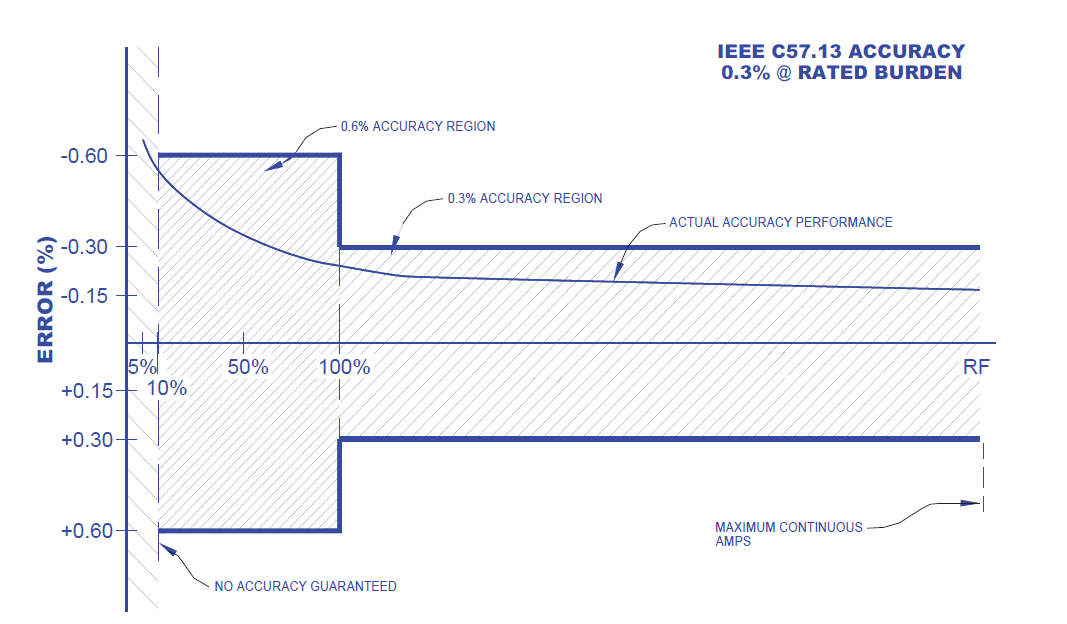 IEEE C57.13 ACCURACY
0.3% @ RATED BURDEN
0.6% ACCURACY REGION
-0.60
0.3% ACCURACY REGION
ACTUAL ACCURACY PERFORMANCE
-0.30
ERROR (%)
-0.15
5%
50%
100%
RF
10%
+0.15
+0.30
+0.60
MAXIMUM CONTINUOUS
AMPS
NO ACCURACY GUARANTEED